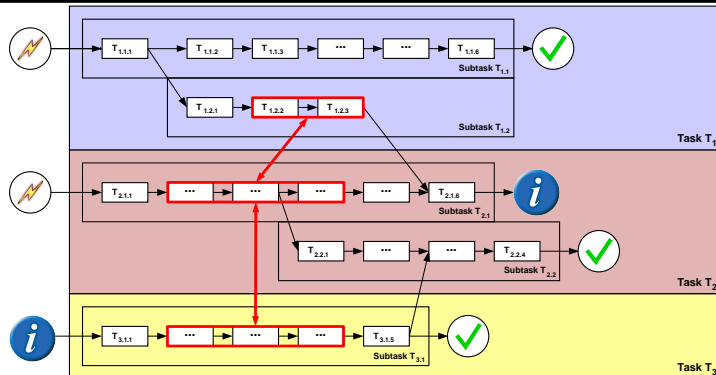 T1.1.1
T1.1.2
T1.1.3
...
...
T1.1.6
Subtask T1.1
T1.2.1
T1.2.2
T1.2.3
Subtask T1.2
Task T1
T2.1.1
...
...
...
...
T2.1.6
i
Subtask T2.1
T2.2.1
...
...
T2.2.4
Subtask T2.2
Task T2
i
T3.1.1
...
...
...
T3.1.5
Subtask T3.1
Task T3